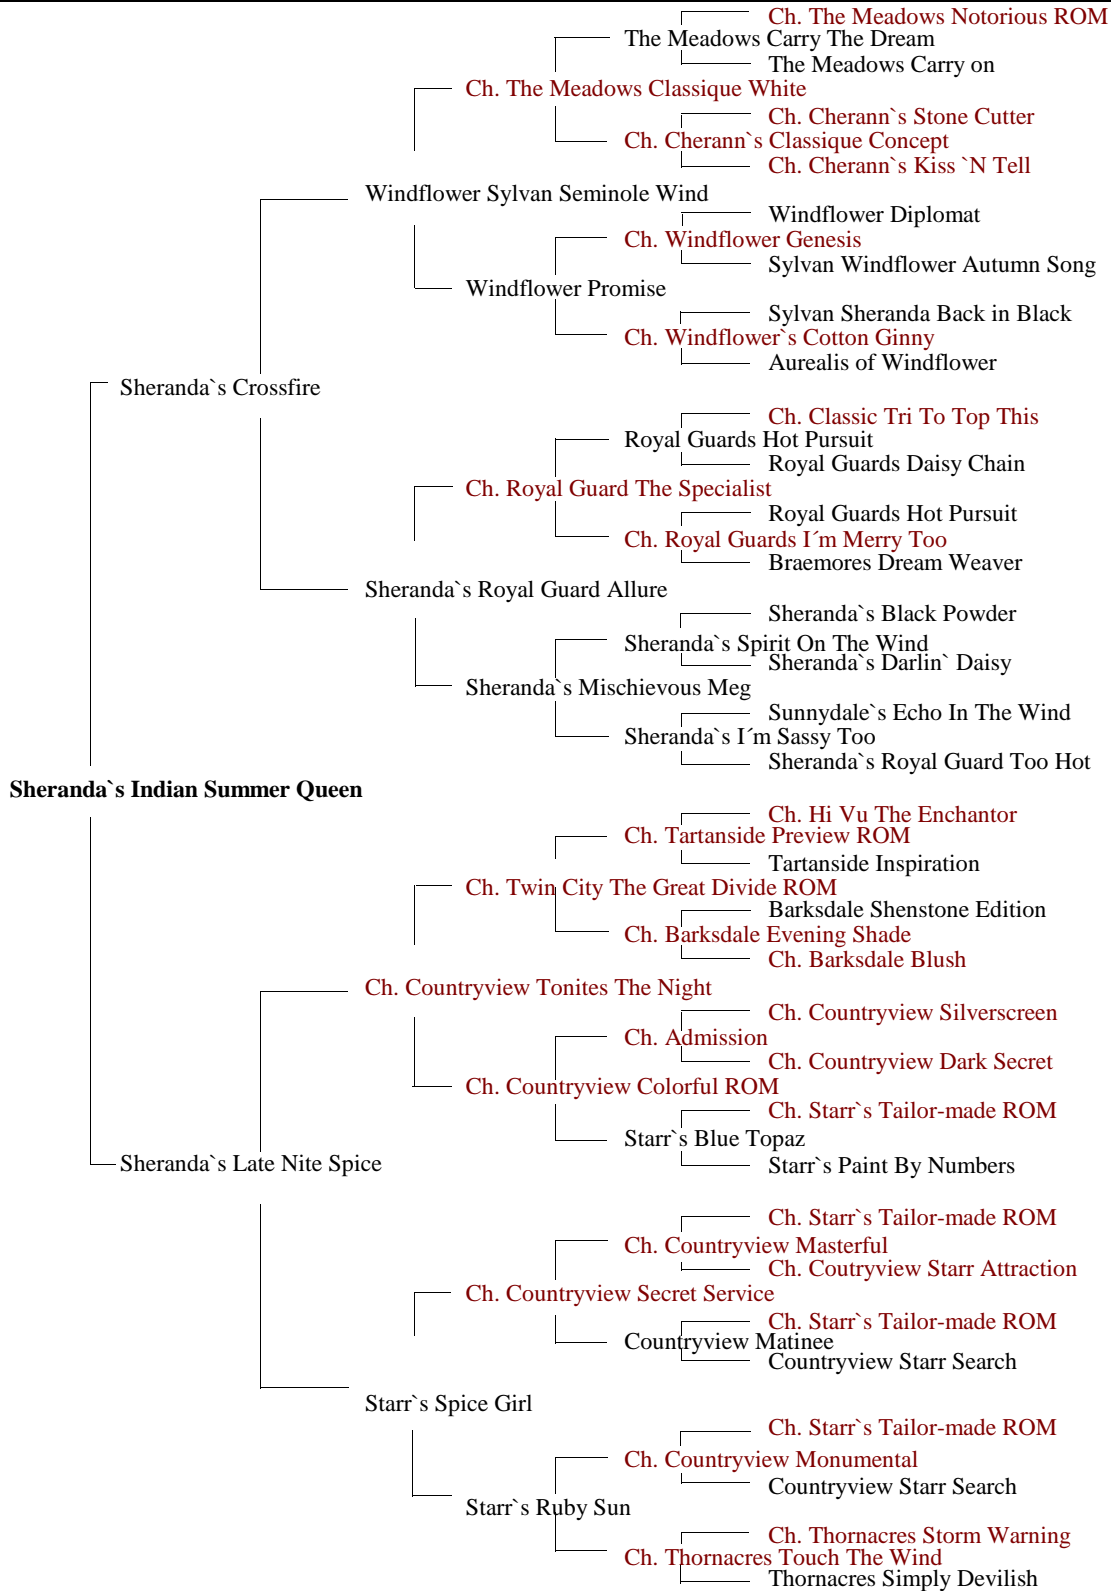 Ch. The Meadows Notorious ROM
The Meadows Carry The Dream
The Meadows Carry on
Ch. The Meadows Classique White
Ch. Cherann`s Stone Cutter
Ch. Cherann`s Classique Concept
Ch. Cherann`s Kiss `N Tell
Windflower Sylvan Seminole Wind
Windflower Diplomat
Ch. Windflower Genesis
Sylvan Windflower Autumn Song
Windflower Promise
Sylvan Sheranda Back in Black
Ch. Windflower`s Cotton Ginny
Aurealis of Windflower
Sheranda`s Crossfire
Ch. Classic Tri To Top This
Royal Guards Hot Pursuit
Royal Guards Daisy Chain
Ch. Royal Guard The Specialist
Royal Guards Hot Pursuit
Ch. Royal Guards I´m Merry Too
Braemores Dream Weaver
Sheranda`s Royal Guard Allure
Sheranda`s Black Powder
Sheranda`s Spirit On The Wind
Sheranda`s Darlin` Daisy
Sheranda`s Mischievous Meg
Sunnydale`s Echo In The Wind
Sheranda`s I´m Sassy Too
Sheranda`s Royal Guard Too Hot
Sheranda`s Indian Summer Queen
Ch. Hi Vu The Enchantor
Ch. Tartanside Preview ROM
Tartanside Inspiration
Ch. Twin City The Great Divide ROM
Barksdale Shenstone Edition
Ch. Barksdale Evening Shade
Ch. Barksdale Blush
Ch. Countryview Tonites The Night
Ch. Countryview Silverscreen
Ch. Admission
Ch. Countryview Dark Secret
Ch. Countryview Colorful ROM
Ch. Starr`s Tailor-made ROM
Starr`s Blue Topaz
Starr`s Paint By Numbers
Sheranda`s Late Nite Spice
Ch. Starr`s Tailor-made ROM
Ch. Countryview Masterful
Ch. Coutryview Starr Attraction
Ch. Countryview Secret Service
Ch. Starr`s Tailor-made ROM
Countryview Matinee
Countryview Starr Search
Starr`s Spice Girl
Ch. Starr`s Tailor-made ROM
Ch. Countryview Monumental
Countryview Starr Search
Starr`s Ruby Sun
Ch. Thornacres Storm Warning
Ch. Thornacres Touch The Wind
Thornacres Simply Devilish